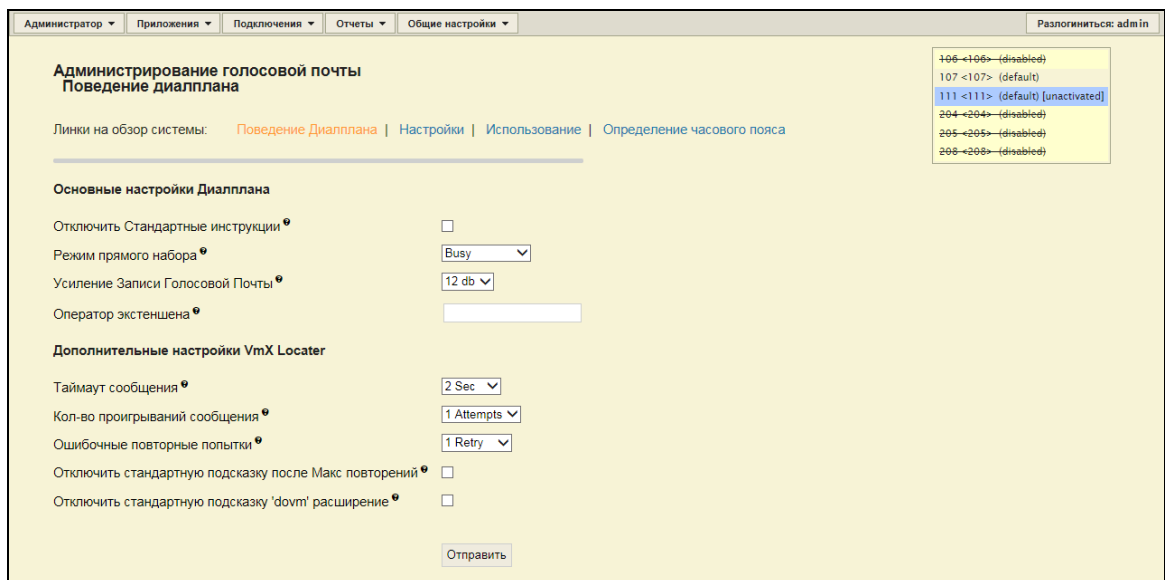 Администратор Приложения Подключения Отчеты Общие настройки Разлогиниться: admin
Администрирование голосовой почты
Поведение диалплана
106 <106> (disabled)
107 <107> (default)
111 <111> (default) [unactivated]
204 <204> (disabled)
205 <205> (disabled)
208 <208> (disabled)
Линки на обзор системы: Поведение Диалплана | Настройки | Использование | Определение часового пояса
Основные настройки Диалплана
Отключить Стандартные инструкции
Режим прямого набора Busy
Усиление Записи Голосовой Почты 12 db
Оператор экстеншена
Дополнительные настройки VmX Locater
Таймаут сообщения 2 Sec
Кол-во проигрываний сообщения 1 Attempts
Ошибочные повторные попытки 1 Retry
Отключить стандартную подсказку после Макс повторений
Отключить стандартную подсказку 'dovm' расширение
Отправить